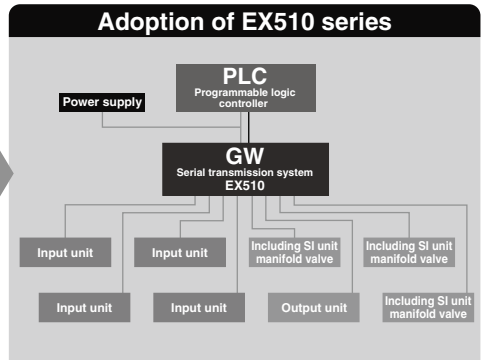 Adoption of EX510 series
PLC
Programmable logic
controller
Power supply
GW
Serial transmission system
EX510
Input unit
Input unit
Including SI unit
manifold valve
Including SI unit
manifold valve
Input unit
Input unit
Output unit
Including SI unit
manifold valve